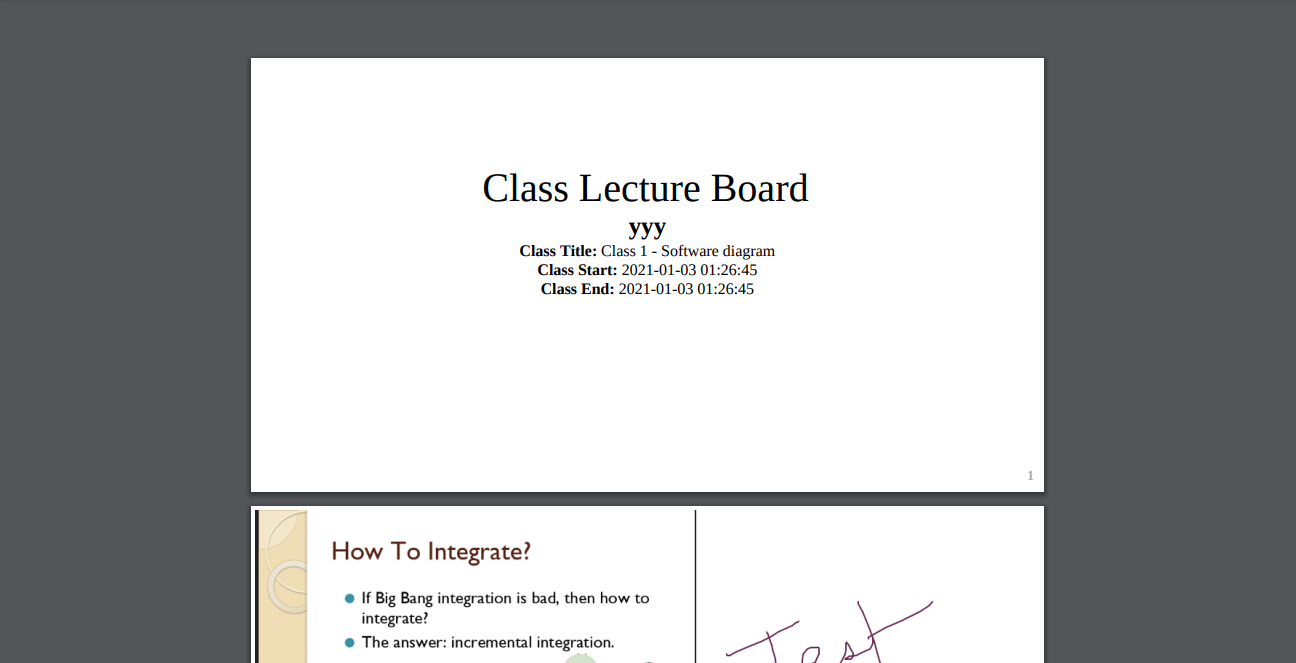 Class Lecture Board
yyy
Class Title: Class 1 - Software diagram
Class Start: 2021-01-03 01:26:45
Class End: 2021-01-03 01:26:45
1
How To Integrate?
If Big Bang integration is bad, then how to
integrate?
The answer: incremental integration.
Test